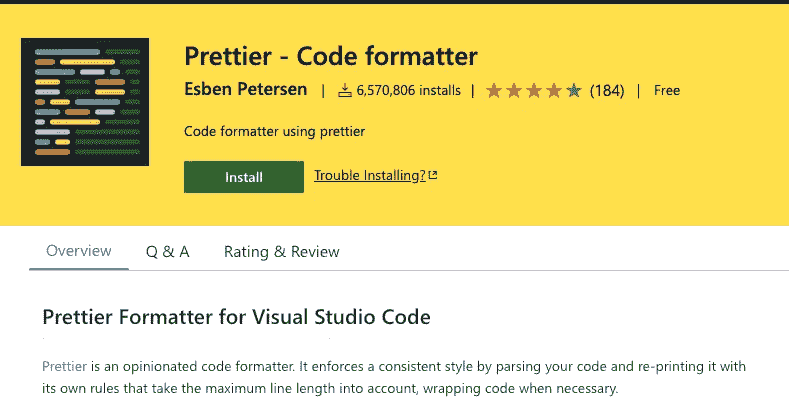 Prettier - Code formatter
Esben Petersen | 6,570,806 installs | (184) | Free
Code formatter using prettier
Install Trouble Installing?
Overview Q & A Rating & Review
Prettier Formatter for Visual Studio Code
Prettier is an opinionated code formatter. It enforces a consistent style by parsing your code and re-printing it with
its own rules that take the maximum line length into account, wrapping code when necessary.